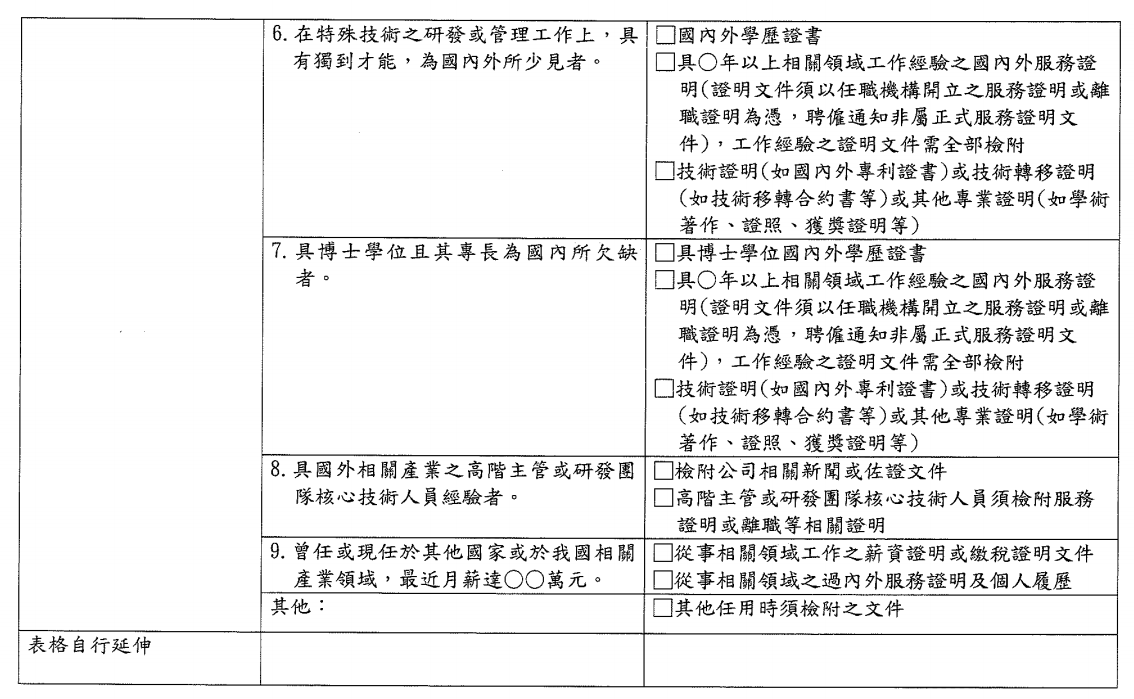 6. 在特殊技術之研發或管理工作上，具
有獨到才能，為國內外所少見者。
□國內外學歷證書
□具○年以上相關領域工作經驗之國內外服務證
明(證明文件須以任職機構開立之服務證明或離
職證明為憑，聘僱通知非屬正式服務證明文
件)，工作經驗之證明文件需全部檢附
□技術證明(如國內外專利證書)或技術轉移證明
(如技術移轉合約書等)或其他專業證明(如學術
著作、證照、獲獎證明等)
7. 具博士學位且其專長為國內所欠缺
者。
□具博士學位國內外學歷證書
□具○年以上相關領域工作經驗之國內外服務證
明(證明文件須以任職機構開立之服務證明或離
職證明為憑，聘僱通知非屬正式服務證明文
件)，工作經驗之證明文件需全部檢附
□技術證明(如國內外專利證書)或技術轉移證明
(如技術移轉合約書等)或其他專業證明(如學術
著作、證照、獲獎證明等)
8. 具國外相關產業之高階主管或研發團
隊核心技術人員經驗者。
□檢附公司相關新聞或佐證文件
□高階主管或研發團隊核心技術人員須檢附服務
證明或離職等相關證明
9. 曾任或現任於其他國家或於我國相關
產業領域，最近月薪達○○萬元。
□從事相關領域工作之薪資證明或繳稅證明文件
□從事相關領域之過內外服務證明及個人履歷
其他：
□其他任用時須檢附之文件
表格自行延伸